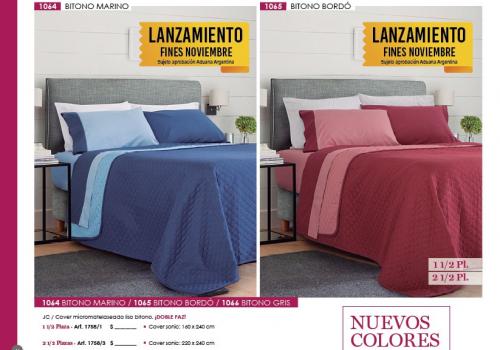 1064 BITONO MARINO
LANZAMIENTO
FINES NOVIEMBRE
Sujeto aprobación Aduana Argentina
1065 BITONO BORDÓ
LANZAMIENTO
FINES NOVIEMBRE
Sujeto aprobación Aduana Argentina
1 1/2 Pl.
2 1/2 Pl.
1064 BITONO MARINO / 1065 BITONO BORDÓ / 1066 BITONO GRIS
JC / Cover micromatelaseado liso bitono. ¡DOBLE FAZ!
1 1/2 Plaza - Art. 1758/1 $ ________ • Cover sonic: 160 x 240 cm
2 1/2 Plazas - Art. 1758/3 $ ________ • Cover sonic: 220 x 240 cm
NUEVOS
COLORES